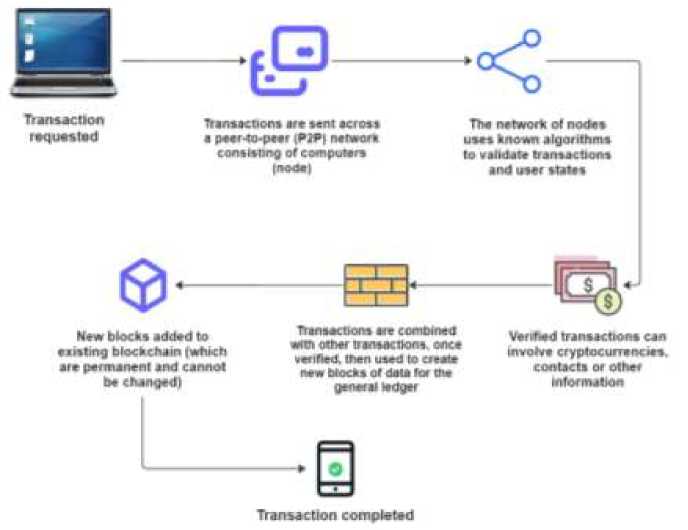 Transaction
requested
Transactions are sent across
a peer-to-peer (P2P) network
consisting of computers
(node)
The network of nodes
uses known algorithms
to validate transactions
and user states
Verified transactions can
involve cryptocurrencies,
contacts or other
information
Transactions are combined
with other transactions, once
verified, then used to create
new blocks of data for the
general ledger
New blocks added to
existing blockchain (which
are permanent and cannot
be changed)
Transaction completed